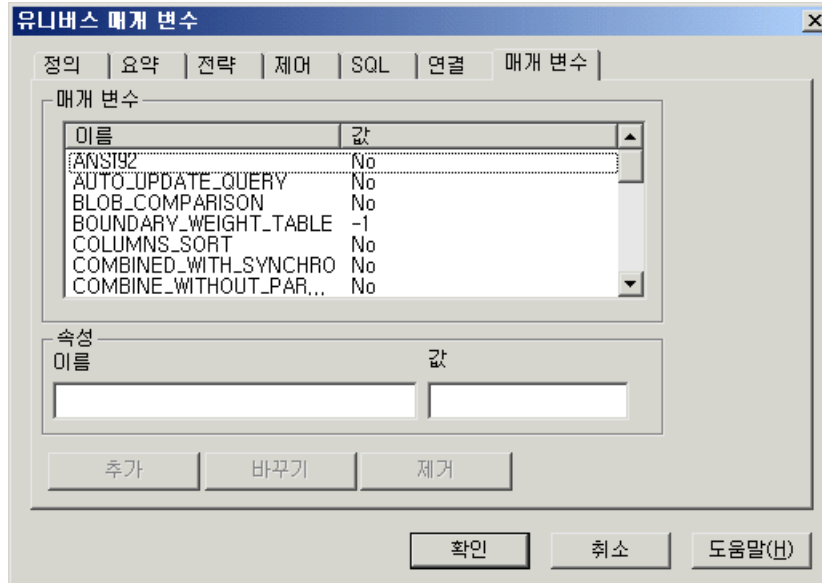 유니버스 매개 변수
정의 요약 전략 제어 SQL 연결 매개 변수
매개 변수
이름 값
ANSI92 No
AUTO_UPDATE_QUERY No
BLOB_COMPARISON No
BOUNDARY_WEIGHT_TABLE -1
COLUMNS_SORT No
COMBINED_WITH_SYNCHRO No
COMBINE_WITHOUT_PAR... No
속성
이름 값
추가 바꾸기 제거
확인 취소 도움말(H)